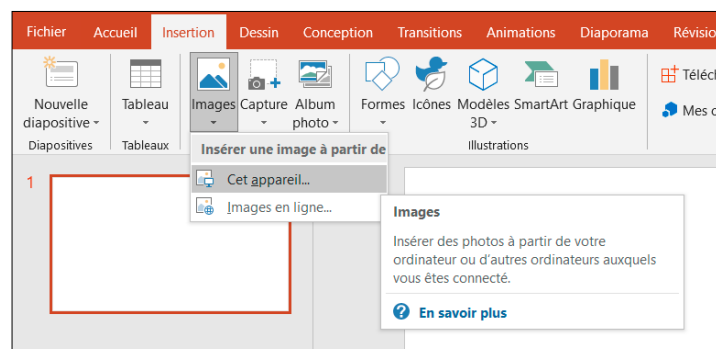 Fichier Accueil Insertion Dessin Conception Transitions Animations Diaporama
Nouvelle diapositive
Tableau
Images
Capture
Album photo
Formes
Icônes
Modèles 3D
SmartArt
Graphique
Mes
Diapositives
Tableaux
Illustrations
Insérer une image à partir de
1
Cet appareil...
Images en ligne...
Images
Insérer des photos à partir de votre
ordinateur ou d'autres ordinateurs auxquels
vous êtes connecté.
? En savoir plus